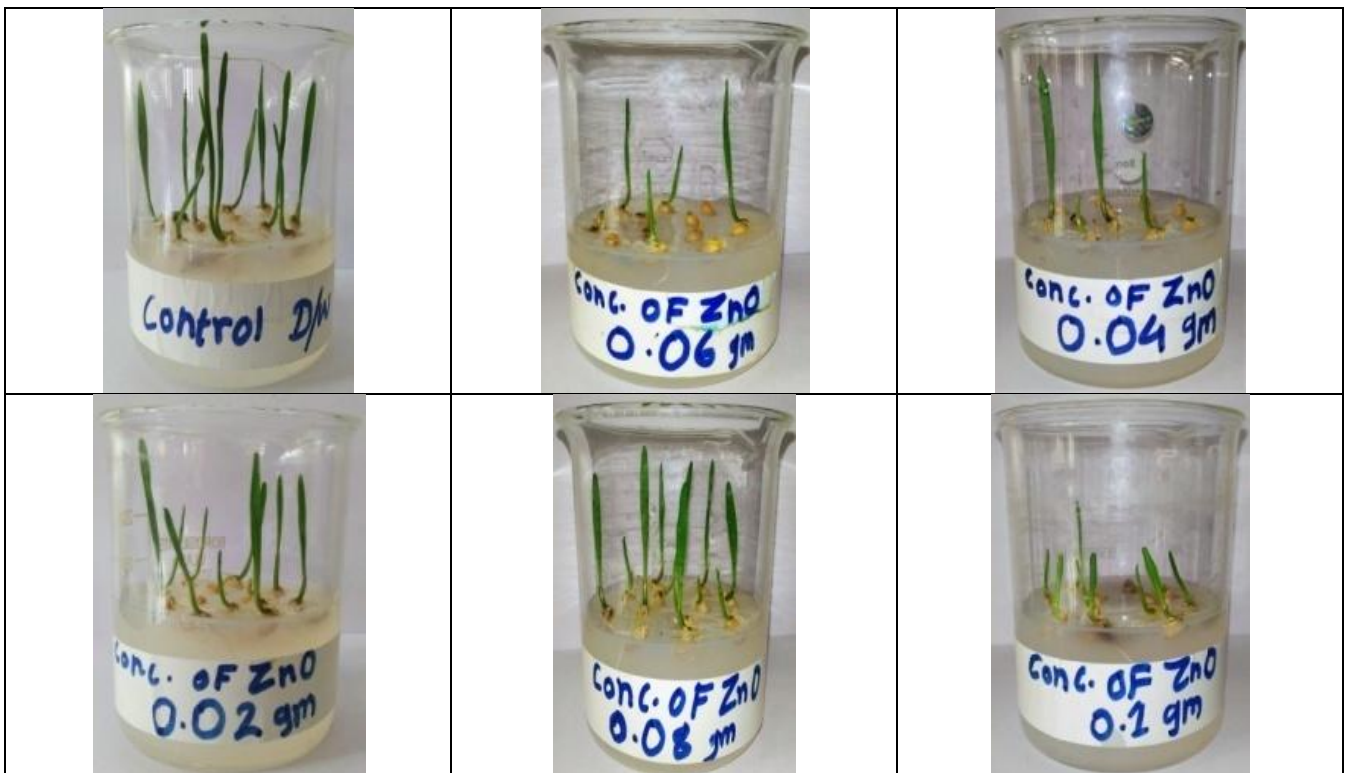 Control D/W
Conc. OF ZnO
0.06 gm
Conc. OF ZnO
0.04 gm
Conc. OF ZnO
0.02 gm
Conc. OF ZnO
0.08 gm
Conc. OF ZnO
0.1 gm